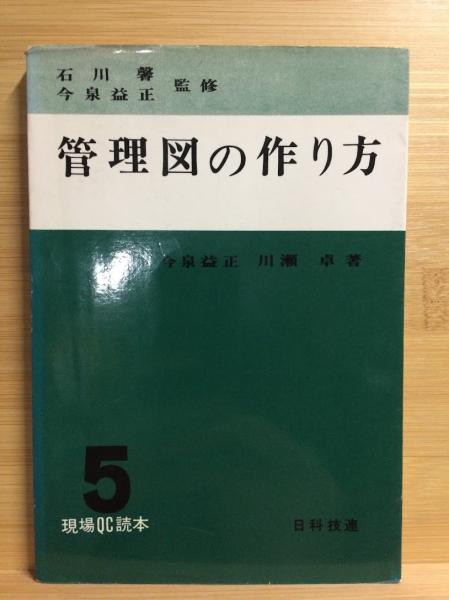 石川馨
今泉益正 監修
管理図の作り方
今泉益正 川瀬卓著
5
現場QC読本
日科技連